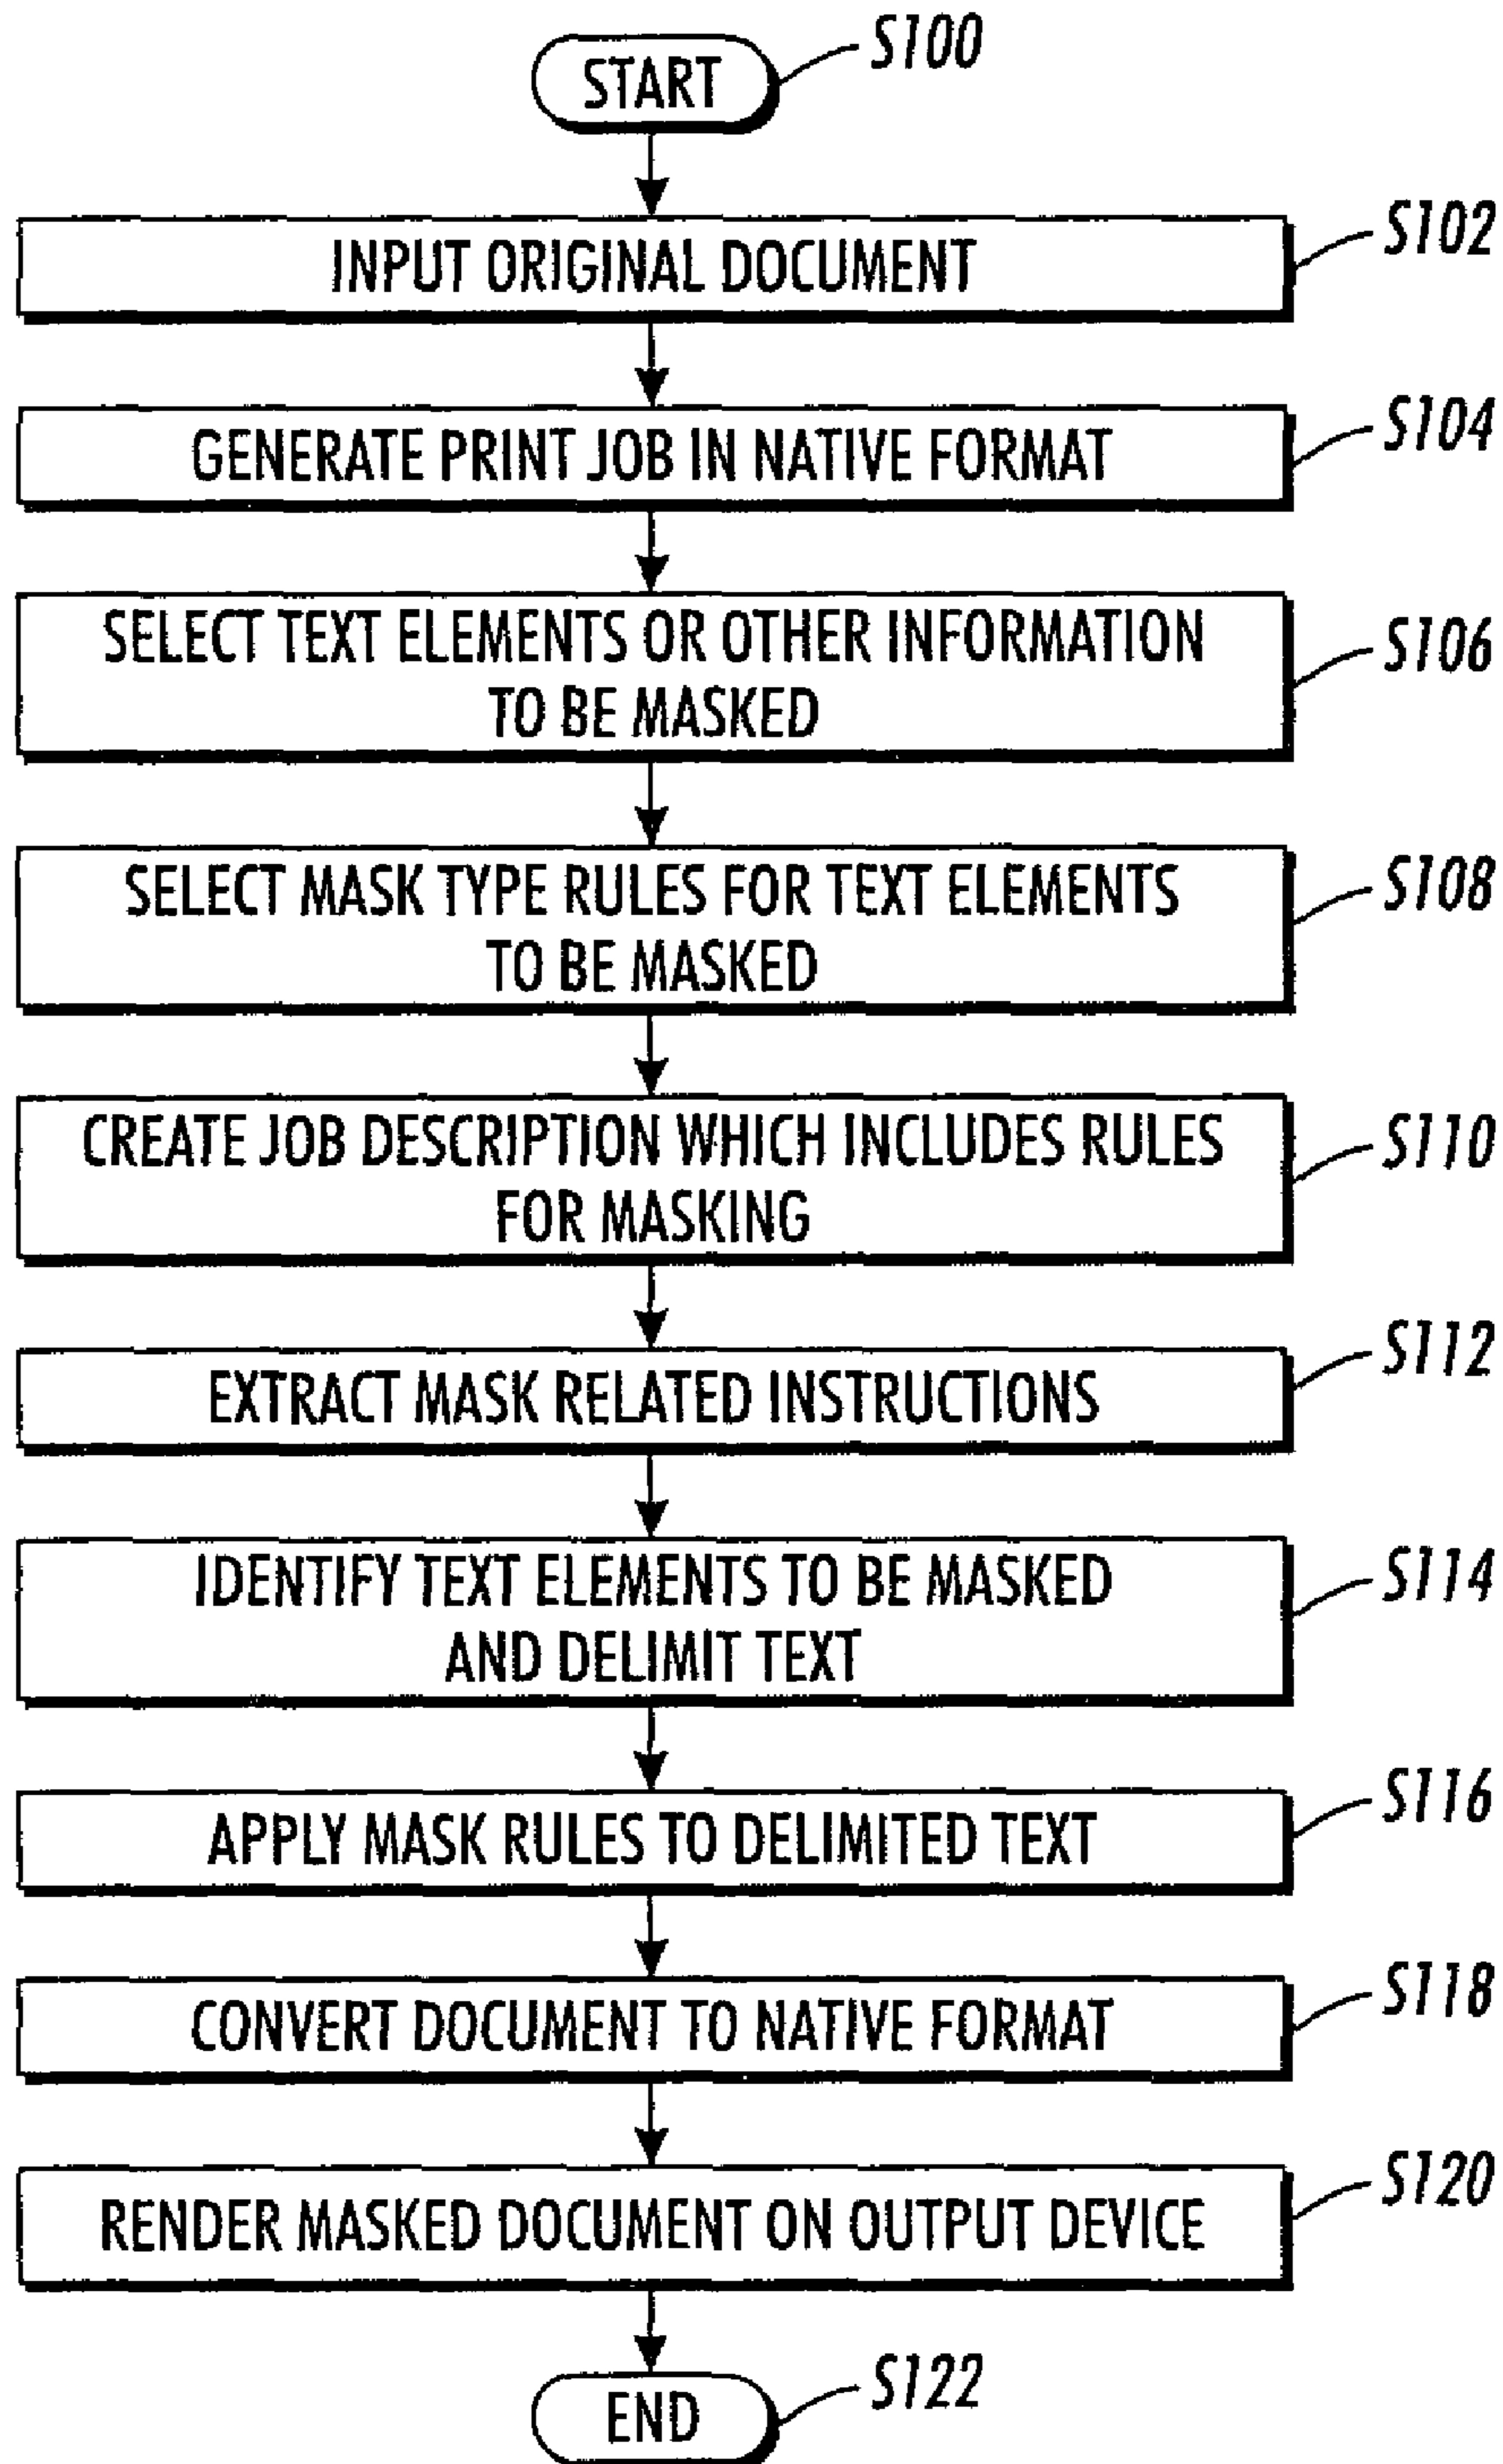 START
S100
INPUT ORIGINAL DOCUMENT
S102
GENERATE PRINT JOB IN NATIVE FORMAT
S104
SELECT TEXT ELEMENTS OR OTHER INFORMATION
TO BE MASKED
S106
SELECT MASK TYPE RULES FOR TEXT ELEMENTS
TO BE MASKED
S108
CREATE JOB DESCRIPTION WHICH INCLUDES RULES
FOR MASKING
S110
EXTRACT MASK RELATED INSTRUCTIONS
S112
IDENTIFY TEXT ELEMENTS TO BE MASKED
AND DELIMIT TEXT
S114
APPLY MASK RULES TO DELIMITED TEXT
S116
CONVERT DOCUMENT TO NATIVE FORMAT
S118
RENDER MASKED DOCUMENT ON OUTPUT DEVICE
S120
END
S122